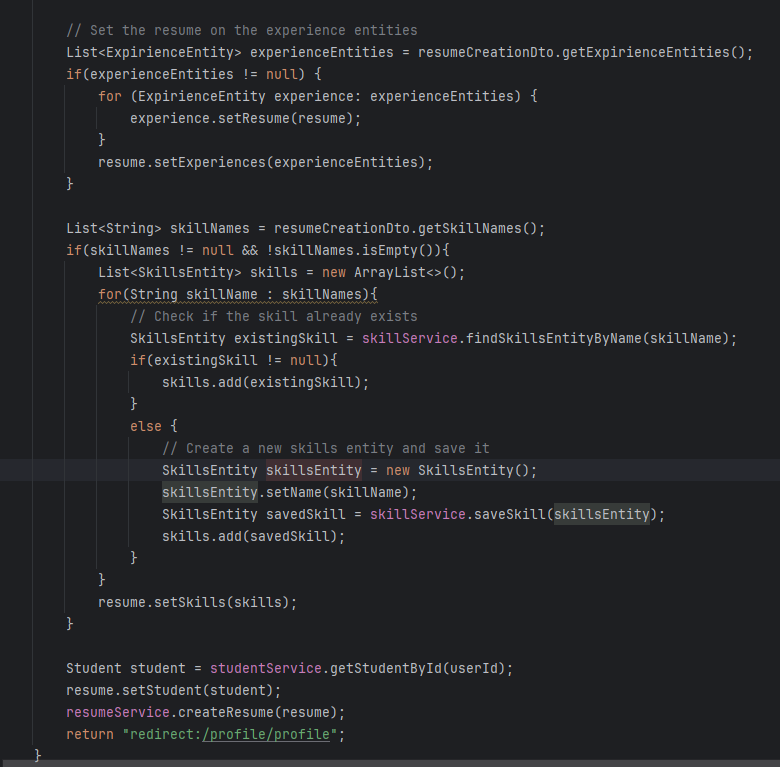 // Set the resume on the experience entities
List<ExpirienceEntity> experienceEntities = resumeCreationDto.getExpirienceEntities();
if(experienceEntities != null) {
for (ExpirienceEntity experience: experienceEntities) {
experience.setResume(resume);
}
resume.setExperiences(experienceEntities);
}
List<String> skillNames = resumeCreationDto.getSkillNames();
if(skillNames != null && !skillNames.isEmpty()){
List<SkillsEntity> skills = new ArrayList<>();
for(String skillName : skillNames){
// Check if the skill already exists
SkillsEntity existingSkill = skillService.findSkillsEntityByName(skillName);
if(existingSkill != null){
skills.add(existingSkill);
}
else {
// Create a new skills entity and save it
SkillsEntity skillsEntity = new SkillsEntity();
skillsEntity.setName(skillName);
SkillsEntity savedSkill = skillService.saveSkill(skillsEntity);
skills.add(savedSkill);
}
}
resume.setSkills(skills);
}
Student student = studentService.getStudentById(userId);
resume.setStudent(student);
resumeService.createResume(resume);
return "redirect:/profile/profile";
}